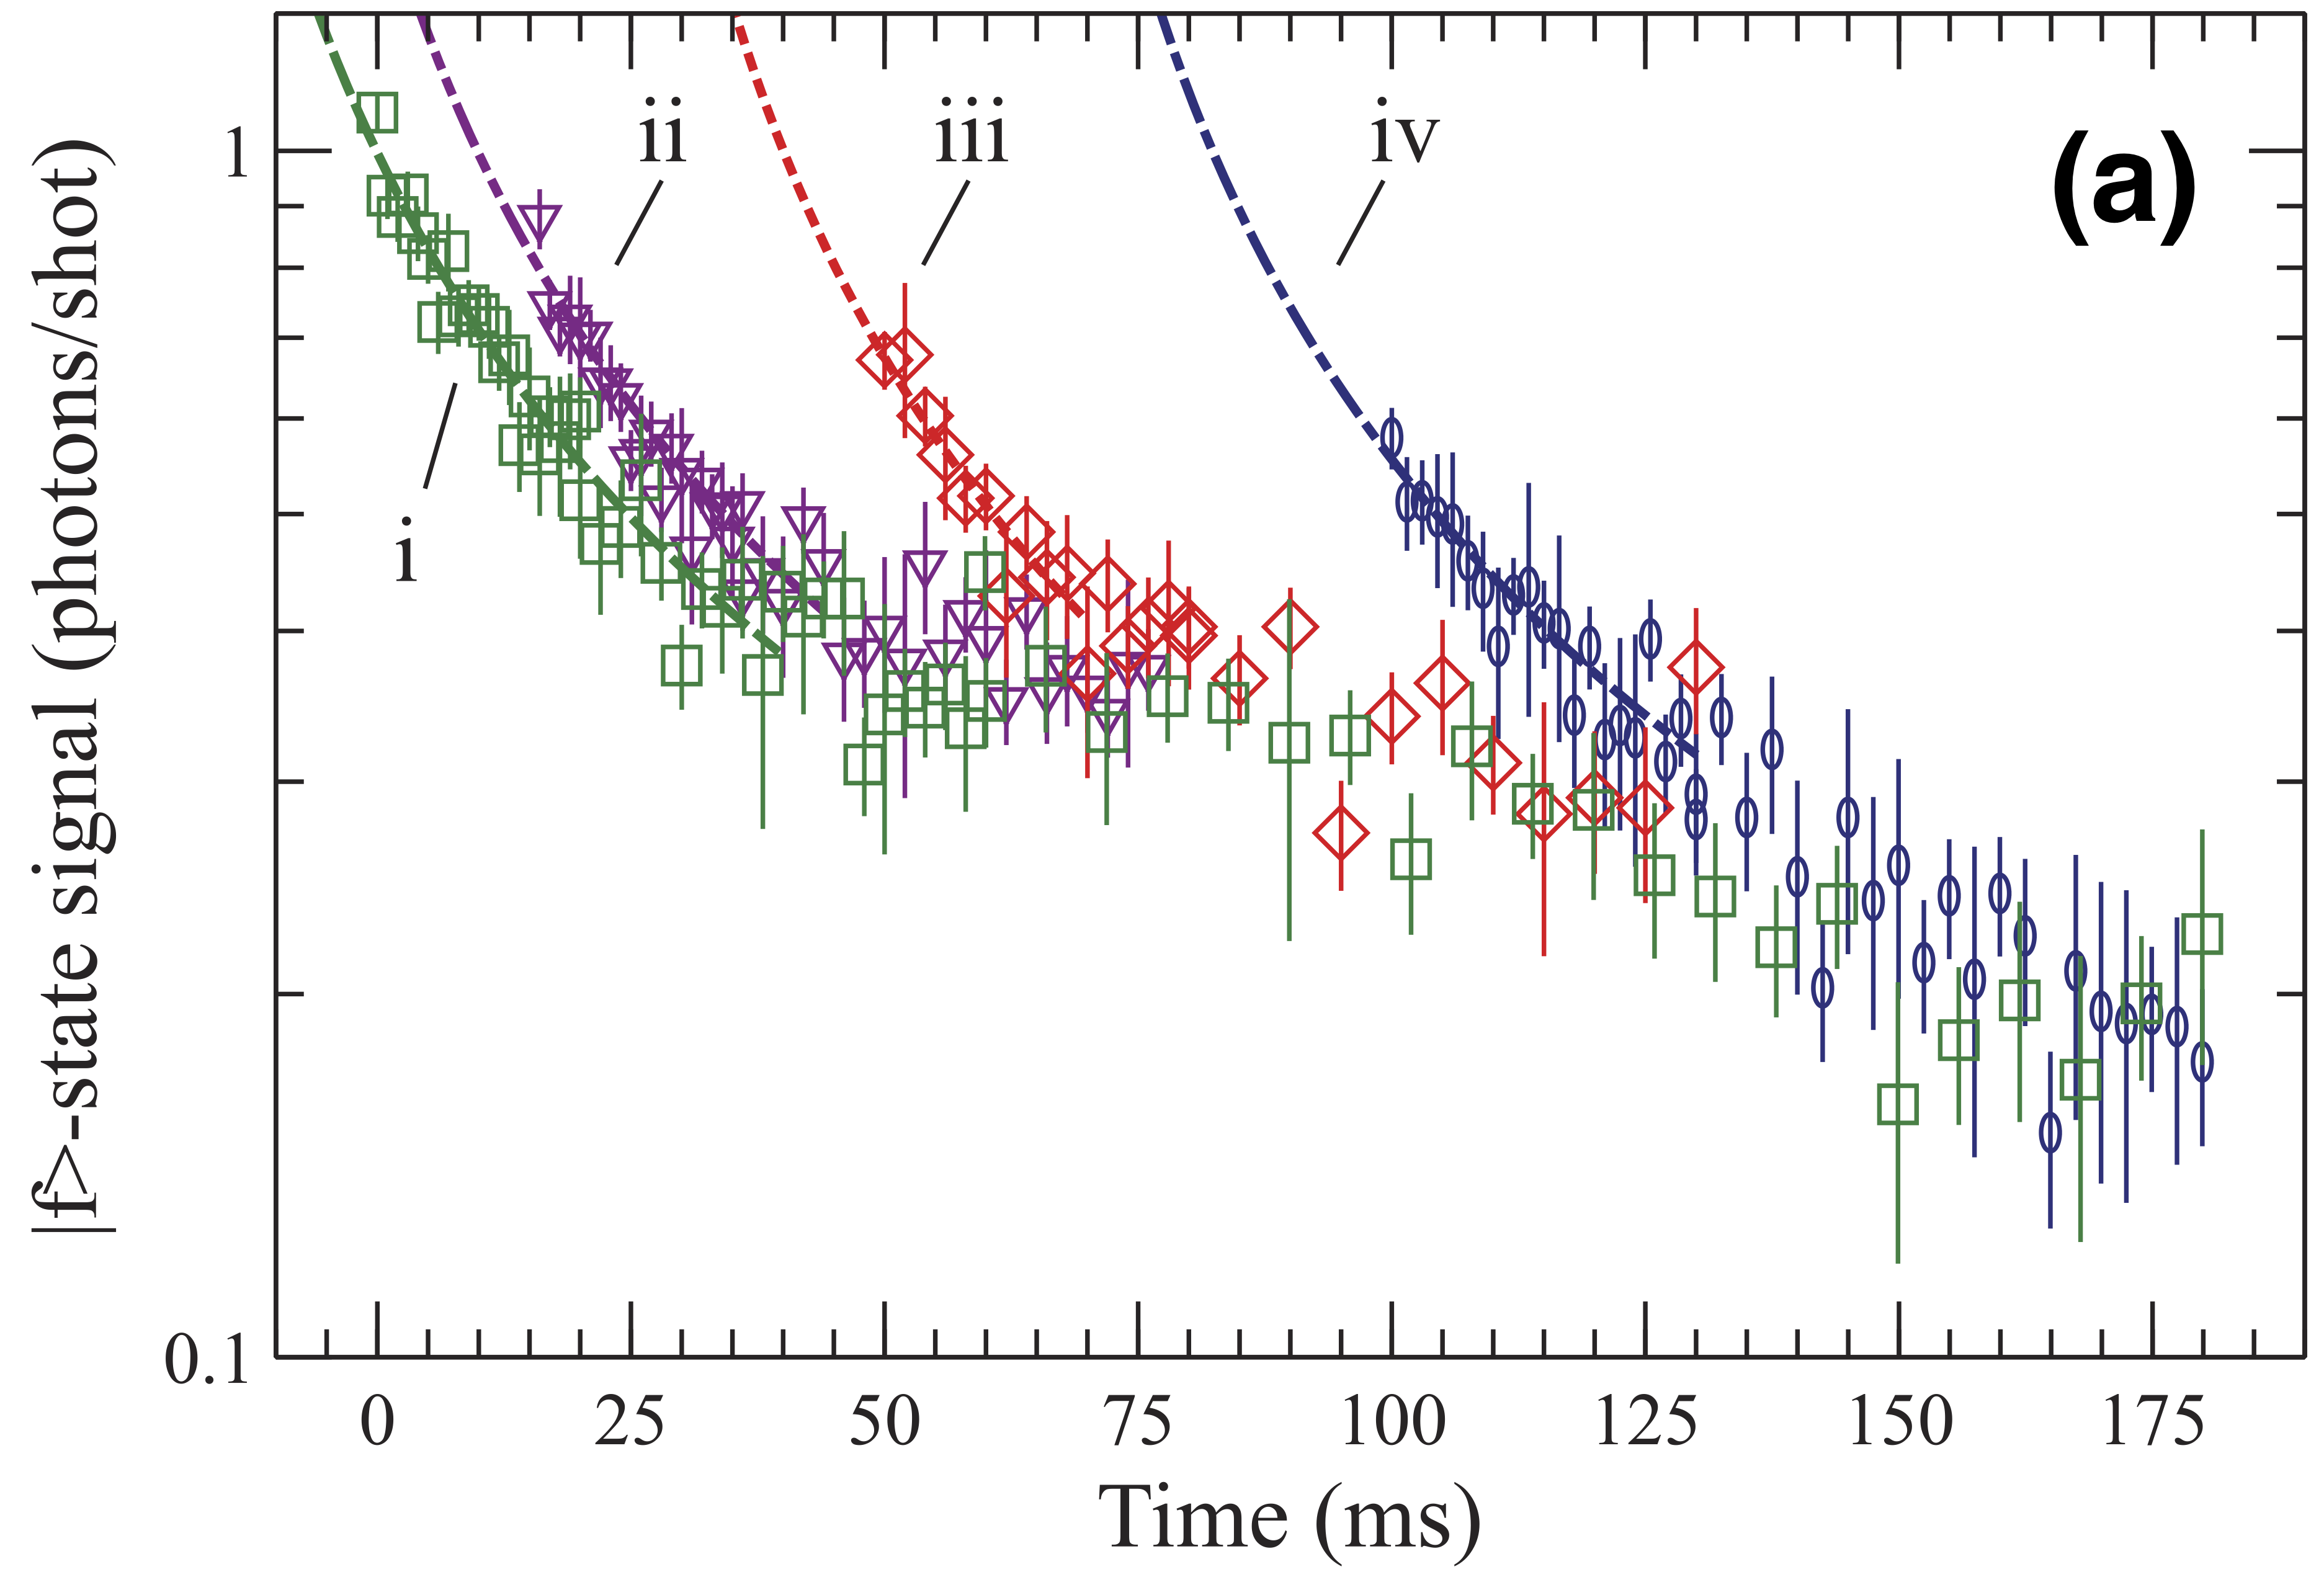 |f>-state signal (photons/shot)
1
0.1
i
ii
iii
iv
(a)
0 25 50 75 100 125 150 175
Time (ms)